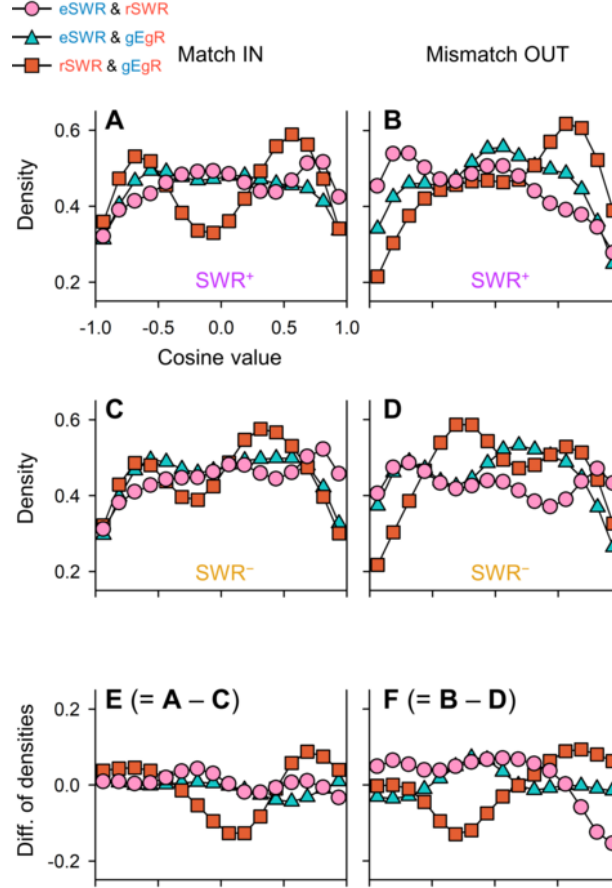 eSWR & rSWR
eSWR & gEgR
rSWR & gEgR
Match IN
Mismatch OUT
A
B
Density
0.6
0.4
0.2
SWR⁺
SWR⁺
-1.0 -0.5 0.0 0.5 1.0
Cosine value
C
D
Density
0.6
0.4
0.2
SWR⁻
SWR⁻
E (= A – C)
F (= B – D)
Diff. of densities
0.2
0.0
-0.2